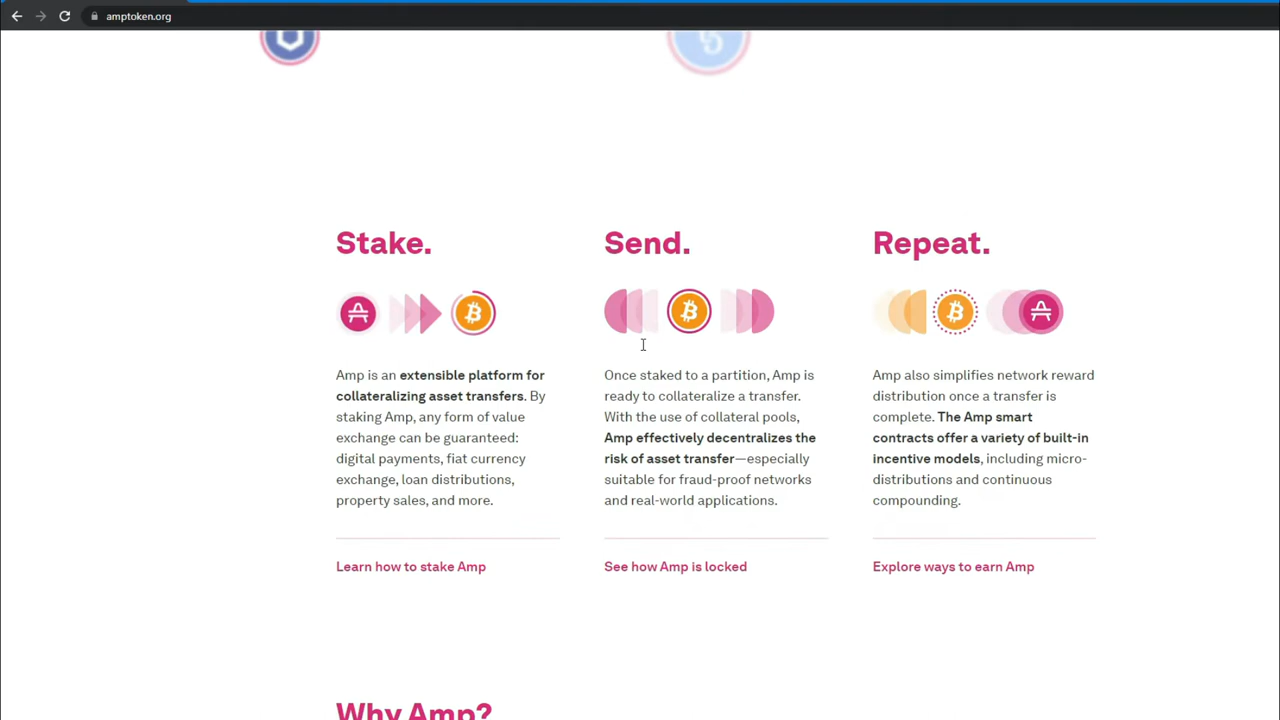 amptoken.org
Stake.
Amp is an extensible platform for
collateralizing asset transfers. By
staking Amp, any form of value
exchange can be guaranteed:
digital payments, fiat currency
exchange, loan distributions,
property sales, and more.
Learn how to stake Amp
Send.
Once staked to a partition, Amp is
ready to collateralize a transfer.
With the use of collateral pools,
Amp effectively decentralizes the
risk of asset transfer—especially
suitable for fraud-proof networks
and real-world applications.
See how Amp is locked
Repeat.
Amp also simplifies network reward
distribution once a transfer is
complete. The Amp smart
contracts offer a variety of built-in
incentive models, including micro-
distributions and continuous
compounding.
Explore ways to earn Amp
Why Amp?